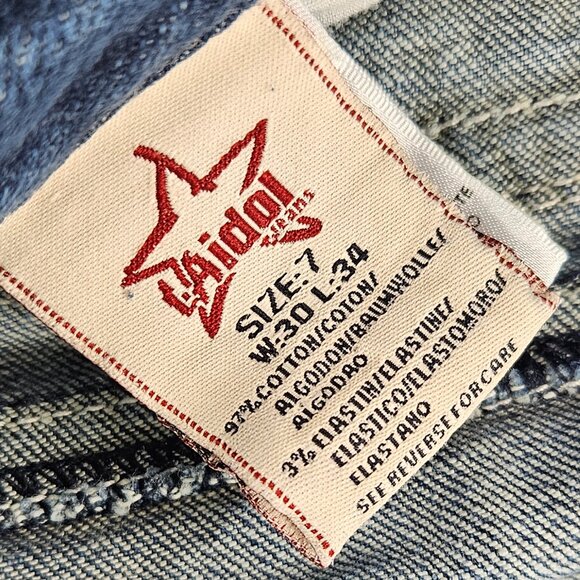 L.A idol
Jeans
SIZE:7
W:30 L:34
97% COTTON/COTON/
ALGODON/BAUMWOLLE/
ALGODAO
3% ELASTIN/ELASTINE/
ELASTICO/ELASTOMOROS/
ELASTANO
SEE REVERSE FOR CARE